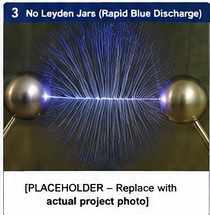 3 No Leyden Jars (Rapid Blue Discharge)
[PLACEHOLDER – Replace with
actual project photo]